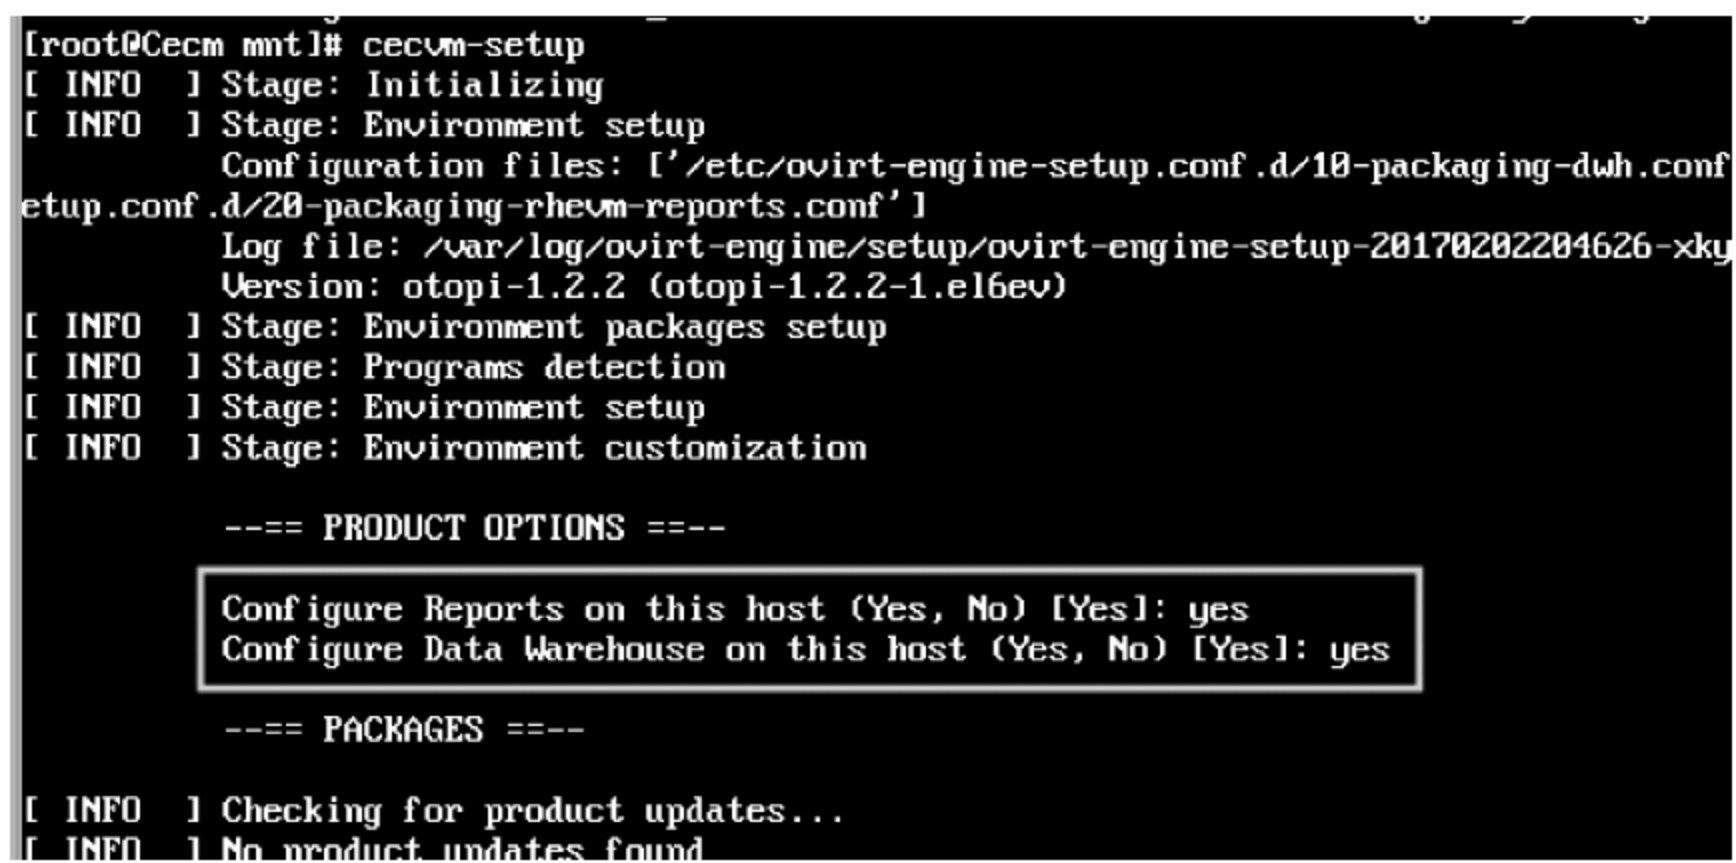 [root@Cecm mnt]# cecvm-setup
[ INFO  ] Stage: Initializing
[ INFO  ] Stage: Environment setup
Configuration files: ['/etc/ovirt-engine-setup.conf.d/10-packaging-dwh.conf
etup.conf.d/20-packaging-rhevm-reports.conf']
Log file: /var/log/ovirt-engine/setup/ovirt-engine-setup-20170202204626-xky
Version: otopi-1.2.2 (otopi-1.2.2-1.el6ev)
[ INFO  ] Stage: Environment packages setup
[ INFO  ] Stage: Programs detection
[ INFO  ] Stage: Environment setup
[ INFO  ] Stage: Environment customization
--== PRODUCT OPTIONS ==--
Configure Reports on this host (Yes, No) [Yes]: yes
Configure Data Warehouse on this host (Yes, No) [Yes]: yes
--== PACKAGES ==--
[ INFO  ] Checking for product updates...
[ INFO  ] No product updates found